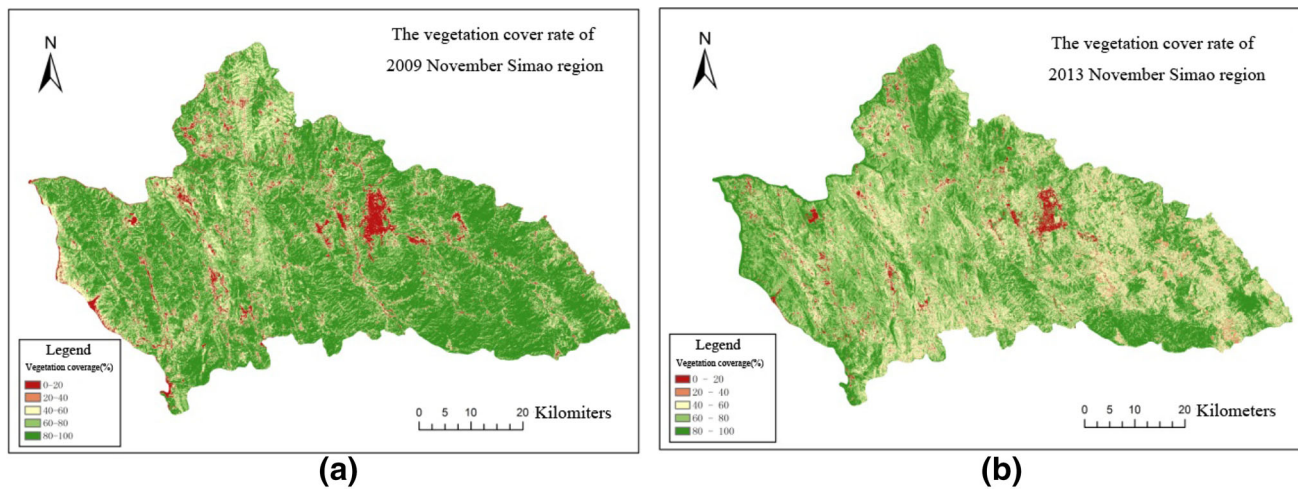 N
The vegetation cover rate of
2009 November Simao region
Legend
Vegetation coverage(%)
0-20
20-40
40-60
60-80
80-100
0 5 10 20 Kilomiters
(a)
N
The vegetation cover rate of
2013 November Simao region
Legend
Vegetation coverage(%)
0 - 20
20 - 40
40 - 60
60 - 80
80 - 100
0 5 10 20 Kilometers
(b)